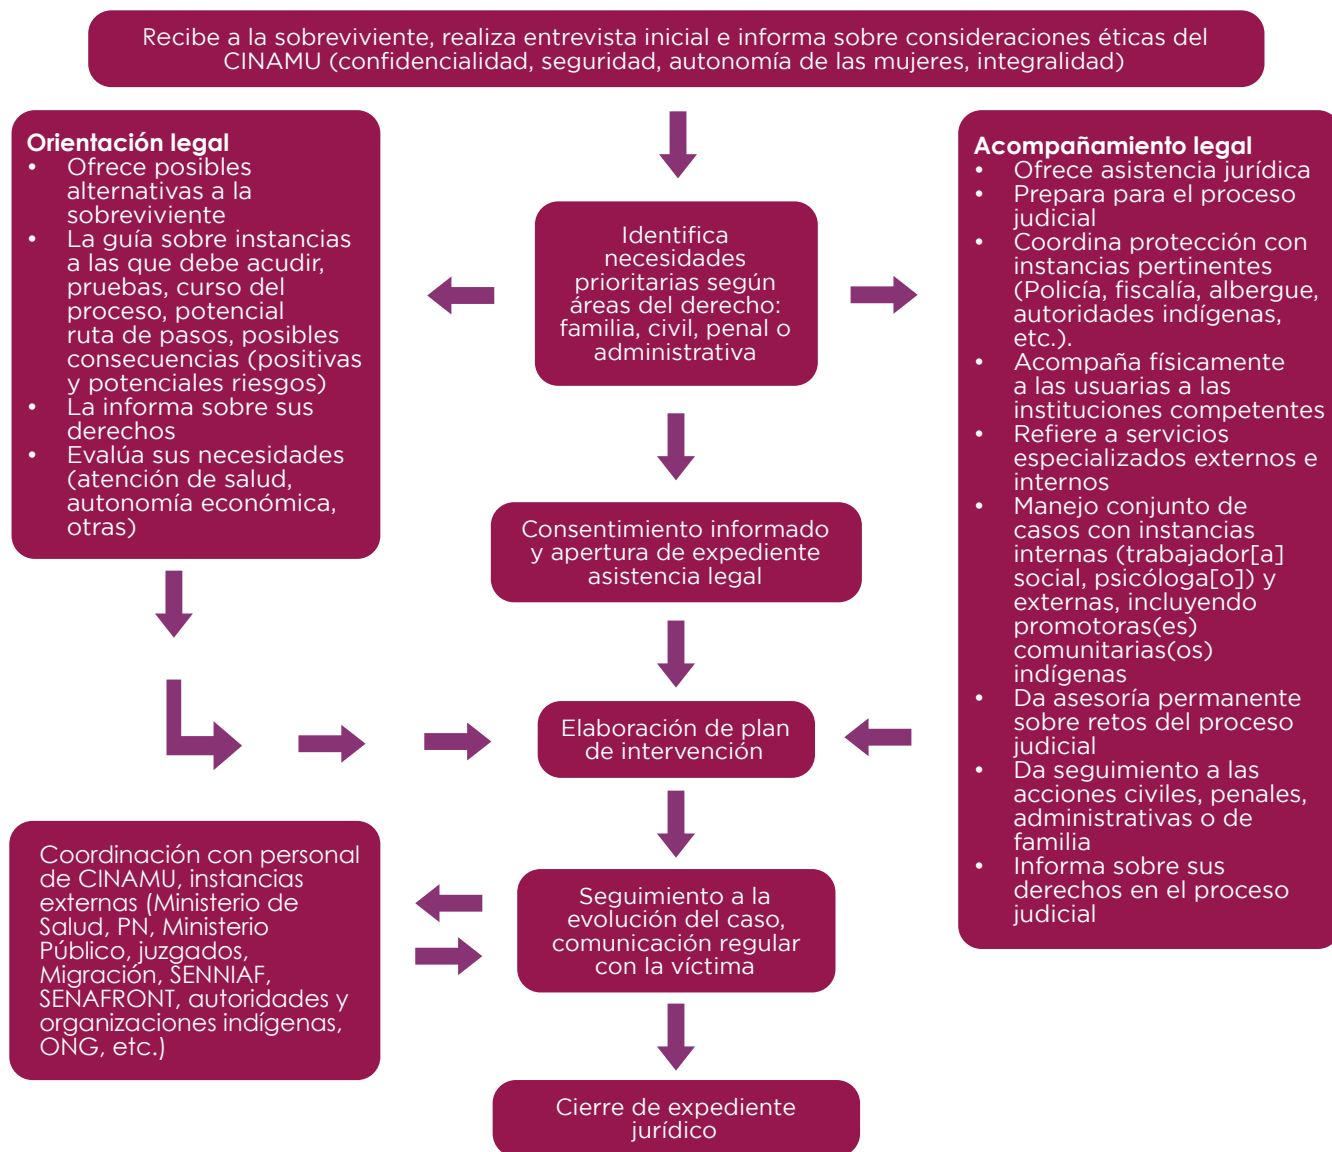 Recibe a la sobreviviente, realiza entrevista inicial e informa sobre consideraciones éticas del
CINAMU (confidencialidad, seguridad, autonomía de las mujeres, integralidad)
Orientación legal
• Ofrece posibles
alternativas a la
sobreviviente
• La guía sobre instancias
a las que debe acudir,
pruebas, curso del
proceso, potencial
ruta de pasos, posibles
consecuencias (positivas
y potenciales riesgos)
• La informa sobre sus
derechos
• Evalúa sus necesidades
(atención de salud,
autonomía económica,
otras)
Identifica
necesidades
prioritarias según
áreas del derecho:
familia, civil, penal o
administrativa
Acompañamiento legal
• Ofrece asistencia jurídica
• Prepara para el proceso
judicial
• Coordina protección con
instancias pertinentes
(Policía, fiscalía, albergue,
autoridades indígenas,
etc.).
• Acompaña físicamente
a las usuarias a las
instituciones competentes
• Refiere a servicios
especializados externos e
internos
• Manejo conjunto de
casos con instancias
internas (trabajador[a]
social, psicóloga[o]) y
externas, incluyendo
promotoras(es)
comunitarias(os)
indígenas
• Da asesoría permanente
sobre retos del proceso
judicial
• Da seguimiento a las
acciones civiles, penales,
administrativas o de
familia
• Informa sobre sus
derechos en el proceso
judicial
Consentimiento informado
y apertura de expediente
asistencia legal
Elaboración de plan
de intervención
Coordinación con personal
de CINAMU, instancias
externas (Ministerio de
Salud, PN, Ministerio
Público, juzgados,
Migración, SENNIAF,
SENAFRONT, autoridades y
organizaciones indígenas,
ONG, etc.)
Seguimiento a la
evolución del caso,
comunicación regular
con la víctima
Cierre de expediente
jurídico